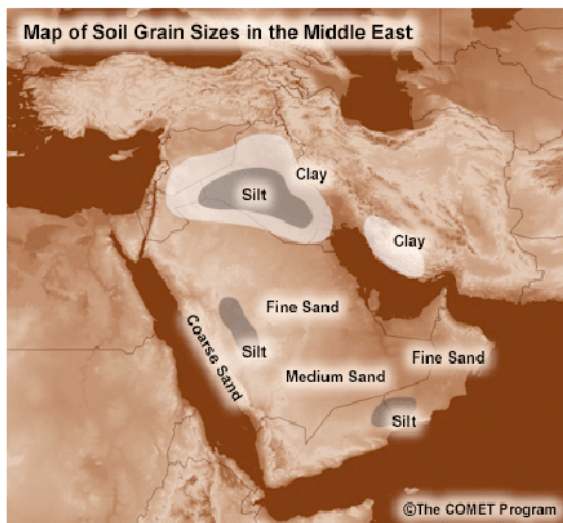 Map of Soil Grain Sizes in the Middle East
Clay
Silt
Clay
Fine Sand
Coarse Sand
Silt
Fine Sand
Medium Sand
Silt
©The COMET Program